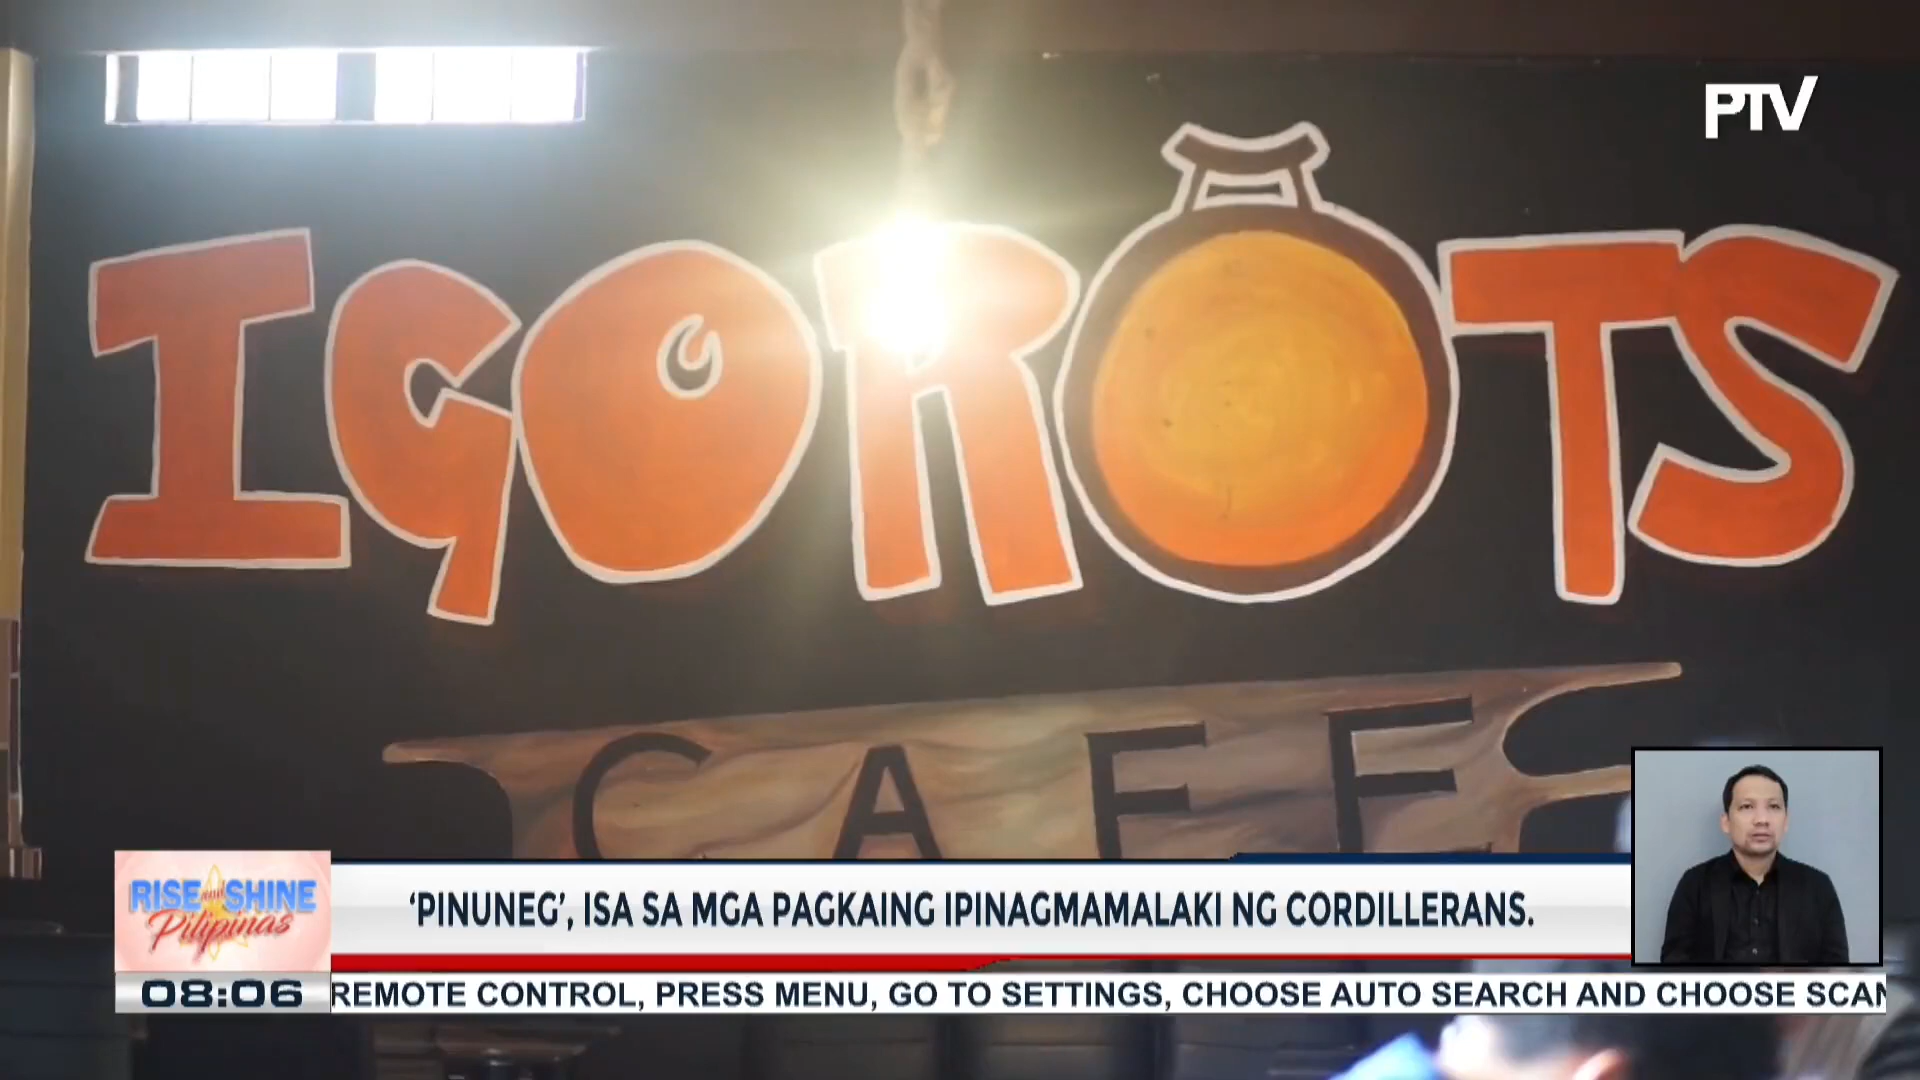 PTV
IGOROTS
CAFE
RISE and SHINE
Pilipinas
‘PINUNEG’, ISA SA MGA PAGKAING IPINAGMAMALAKI NG CORDILLERANS.
08:06
REMOTE CONTROL, PRESS MENU, GO TO SETTINGS, CHOOSE AUTO SEARCH AND CHOOSE SCAN